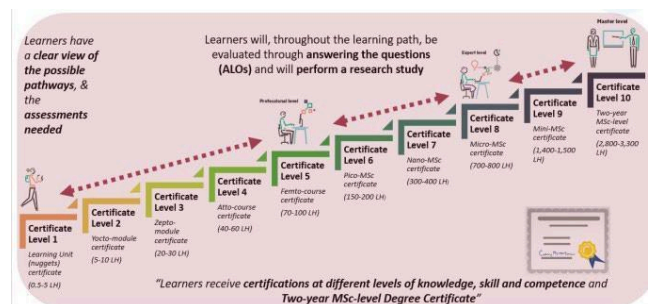 Learners have
a clear view of
the possible
pathways, &
the
assessments
needed
Learners will, throughout the learning path, be
evaluated through answering the questions
(ALOs) and will perform a research study
Professional level
Expert level
Master level
Certificate
Level 1
Learning Unit
(nuggets)
certificate
(0.5-5 LH)
Certificate
Level 2
Yocto-module
certificate
(5-10 LH)
Certificate
Level 3
Zepto-
module
certificate
(20-30 LH)
Certificate
Level 4
Atto-course
certificate
(40-60 LH)
Certificate
Level 5
Femto-course
certificate
(70-100 LH)
Certificate
Level 6
Pico-MSc
certificate
(150-200 LH)
Certificate
Level 7
Nano-MSc
certificate
(300-400 LH)
Certificate
Level 8
Micro-MSc
certificate
(700-800 LH)
Certificate
Level 9
Mini-MSc
certificate
(1,400-1,500
LH)
Certificate
Level 10
Two-year
MSc-level
certificate
(2,800-3,300
LH)
"Learners receive certifications at different levels of knowledge, skill and competence and
Two-year MSc-level Degree Certificate"